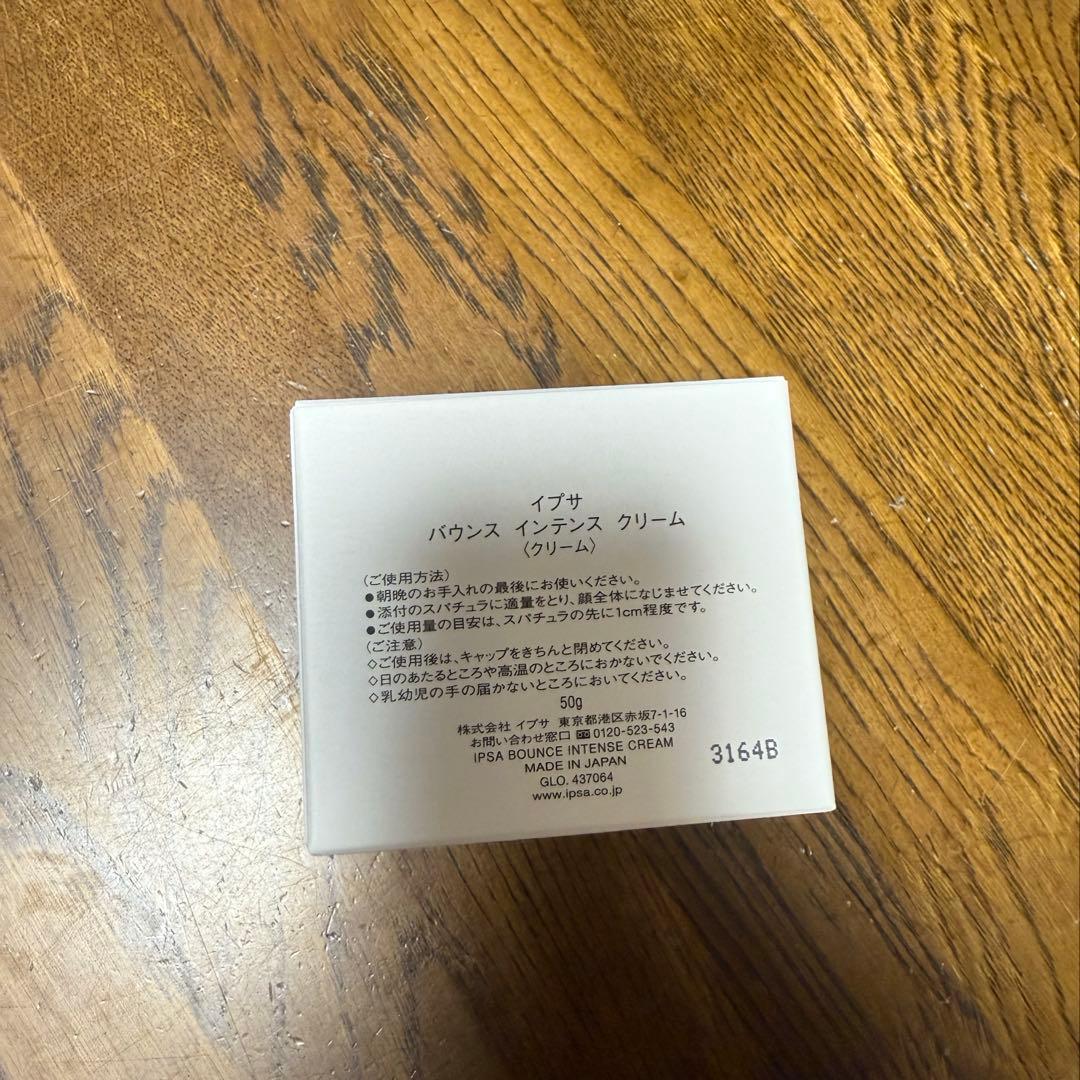 イプサ
バウンス インテンス クリーム
〈クリーム〉
〈ご使用方法〉
●朝晩のお手入れの最後にお使いください。
●添付のスパチュラに適量をとり、顔全体になじませてください。
●ご使用量の目安は、スパチュラの先に1cm程度です。
〈ご注意〉
◇ご使用後は、キャップをきちんと閉めてください。
◇日のあたるところや高温のところにおかないでください。
◇乳幼児の手の届かないところにおいてください。
50g
株式会社 イプサ 東京都港区赤坂7-1-16
お問い合わせ窓口 0120-523-543
IPSA BOUNCE INTENSE CREAM
MADE IN JAPAN
GLO. 437064
www.ipsa.co.jp
3164B